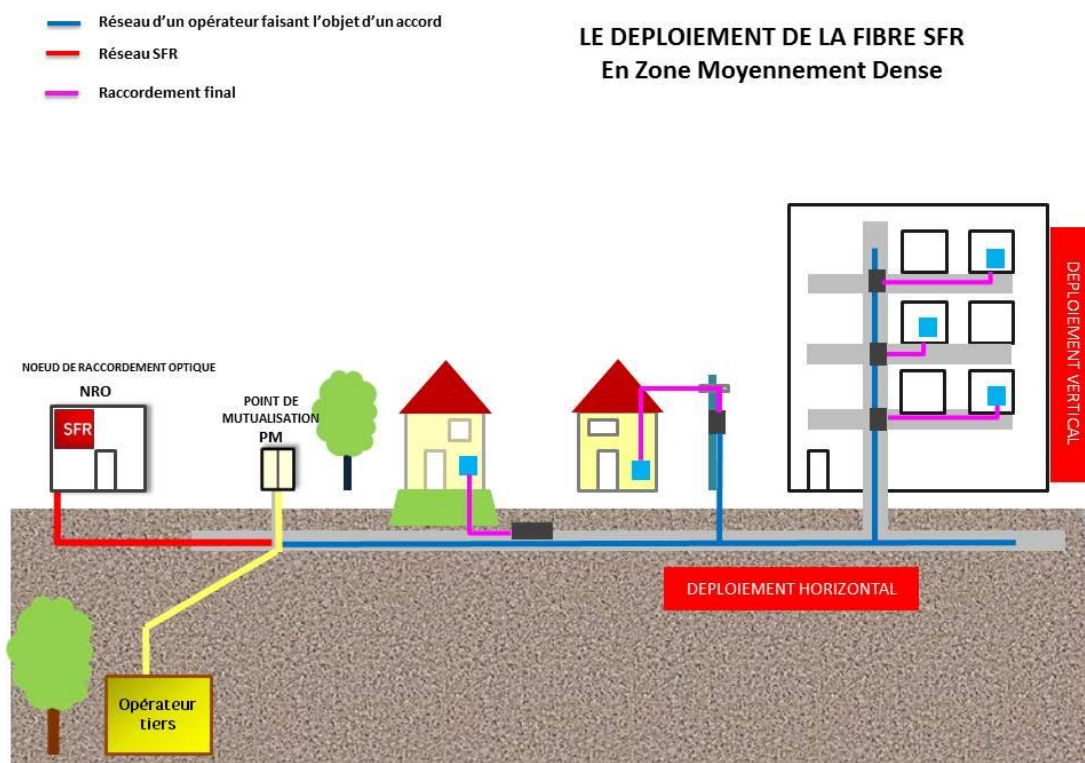 Réseau d'un opérateur faisant l'objet d'un accord
Réseau SFR
Raccordement final
LE DEPLOIEMENT DE LA FIBRE SFR
En Zone Moyennement Dense
NOEUD DE RACCORDEMENT OPTIQUE
NRO
SFR
POINT DE
MUTUALISATION
PM
DEPLOIEMENT VERTICAL
DEPLOIEMENT HORIZONTAL
Opérateur
tiers